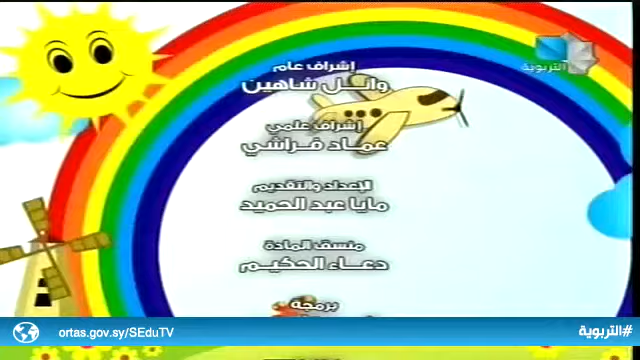 التربوية
إشراف عام
وائل شاهين
إشراف علمي
عماد فراشي
الإعداد والتقديم
مايا عبد الحميد
منسق المادة
دعاء الحكيم
برمجة
ortas.gov.sy/SEduTV
#التربوية